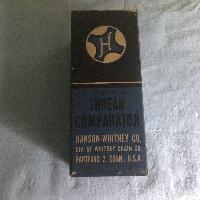 H
THREAD
COMPARATOR
HANSON-WHITNEY CO.
DIV OF WHITNEY CHAIN CO.
HARTFORD 2, CONN., U.S.A.